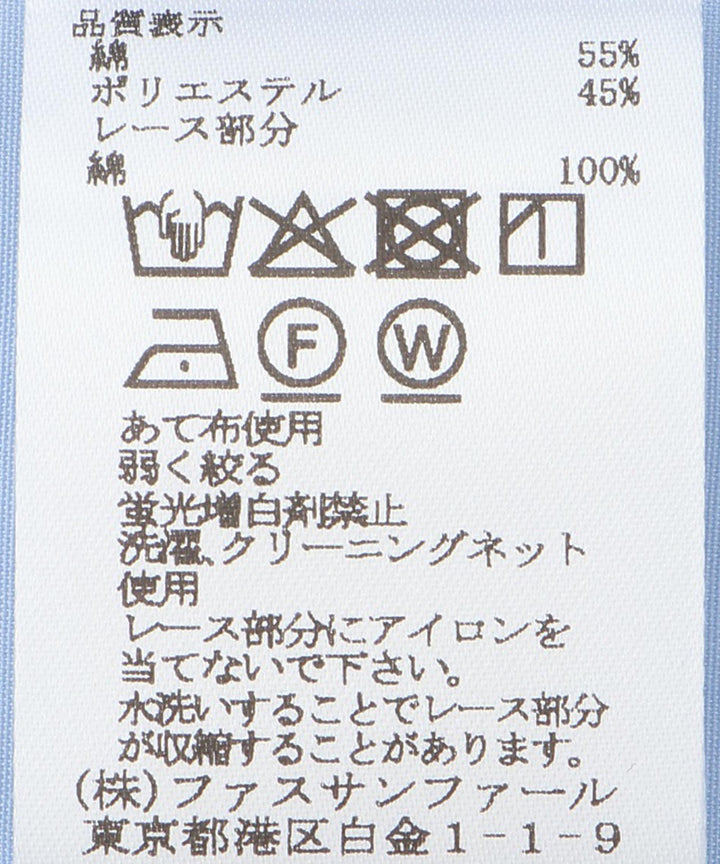 品質表示
綿 55%
ポリエステル 45%
レース部分
綿 100%
F W
あて布使用
弱く絞る
蛍光増白剤禁止
洗濯、クリーニングネット
使用
レース部分にアイロンを
当てないで下さい。
水洗いすることでレース部分
が収縮することがあります。
(株)ファスサンファール
東京都港区白金1-1-9